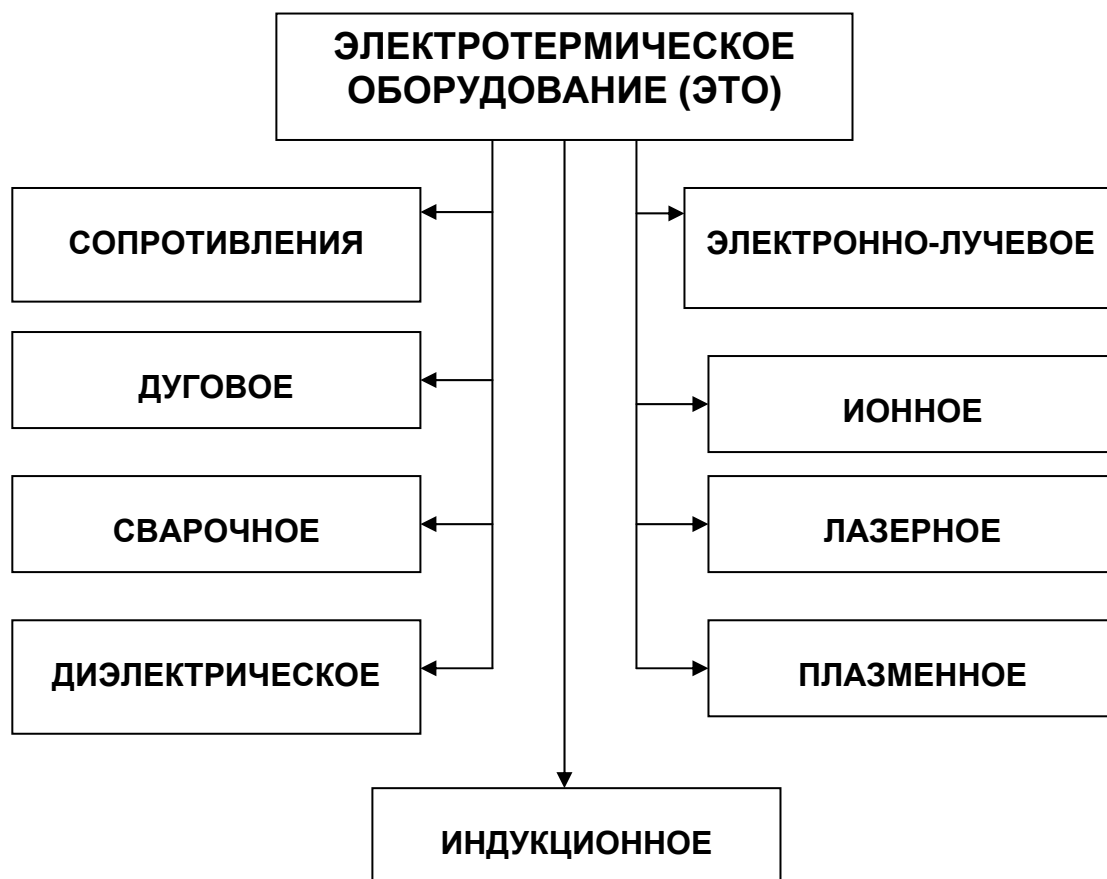 ЭЛЕКТРОТЕРМИЧЕСКОЕ
ОБОРУДОВАНИЕ (ЭТО)
СОПРОТИВЛЕНИЯ
ЭЛЕКТРОННО-ЛУЧЕВОЕ
ДУГОВОЕ
ИОННОЕ
СВАРОЧНОЕ
ЛАЗЕРНОЕ
ДИЭЛЕКТРИЧЕСКОЕ
ПЛАЗМЕННОЕ
ИНДУКЦИОННОЕ